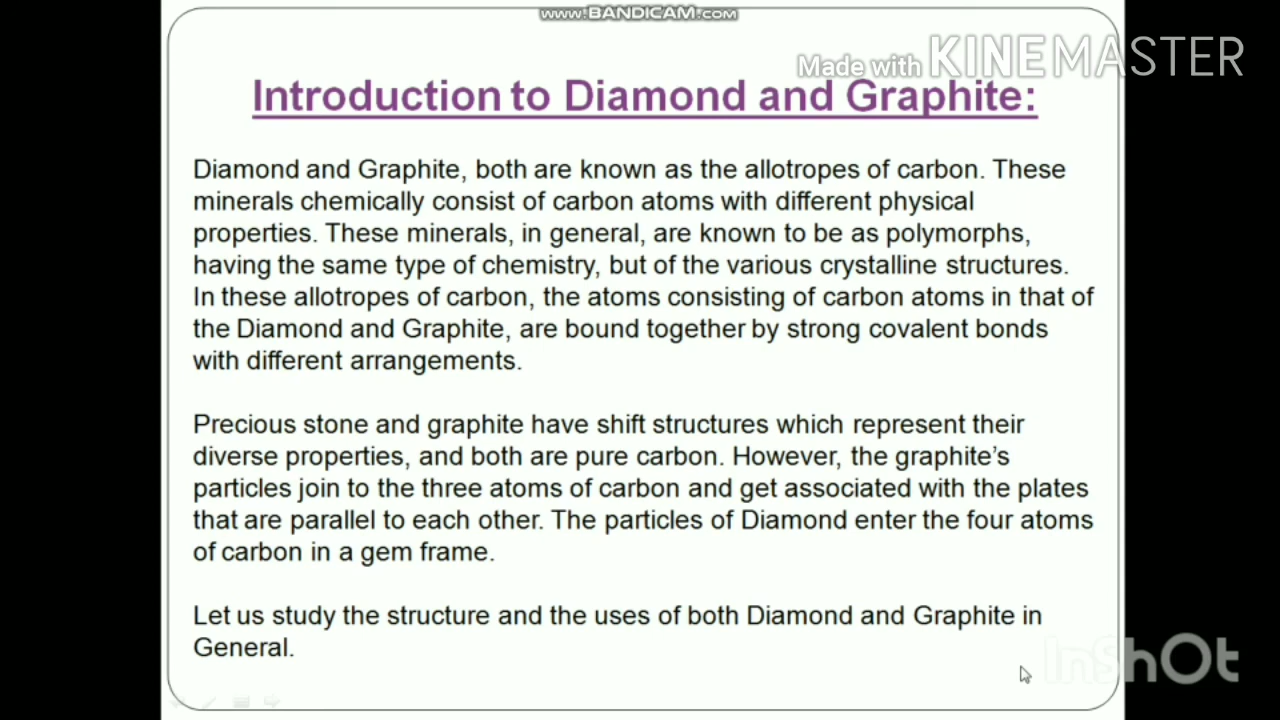 www.BANDICAM.com
Made with KINEMASTER
Introduction to Diamond and Graphite:
Diamond and Graphite, both are known as the allotropes of carbon. These
minerals chemically consist of carbon atoms with different physical
properties. These minerals, in general, are known to be as polymorphs,
having the same type of chemistry, but of the various crystalline structures.
In these allotropes of carbon, the atoms consisting of carbon atoms in that of
the Diamond and Graphite, are bound together by strong covalent bonds
with different arrangements.
Precious stone and graphite have shift structures which represent their
diverse properties, and both are pure carbon. However, the graphite’s
particles join to the three atoms of carbon and get associated with the plates
that are parallel to each other. The particles of Diamond enter the four atoms
of carbon in a gem frame.
Let us study the structure and the uses of both Diamond and Graphite in
General.
InShOt